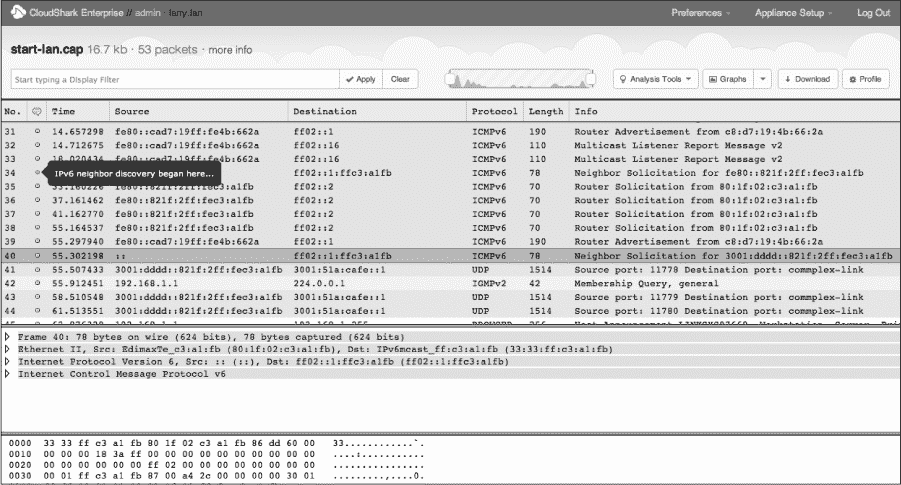 CloudShark Enterprise // admin larry.lan Preferences Appliance Setup Log Out
start-lan.cap 16.7 kb · 53 packets · more info
Start typing a Display Filter Apply Clear Analysis Tools Graphs Download Profile
No. Time Source Destination Protocol Length Info
31 14.657298 fe80::cad7:19ff:fe4b:662a ff02::1 ICMPv6 190 Router Advertisement from c8:d7:19:4b:66:2a
32 14.712675 fe80::cad7:19ff:fe4b:662a ff02::16 ICMPv6 110 Multicast Listener Report Message v2
33 18.020434 fe80::cad7:19ff:fe4b:662a ff02::16 ICMPv6 110 Multicast Listener Report Message v2
34 IPv6 neighbor discovery began here... ff02::1:ffc3:a1fb ICMPv6 78 Neighbor Solicitation for fe80::821f:2ff:fec3:a1fb
35 33.160226 fe80::821f:2ff:fec3:a1fb ff02::2 ICMPv6 70 Router Solicitation from 80:1f:02:c3:a1:fb
36 37.161462 fe80::821f:2ff:fec3:a1fb ff02::2 ICMPv6 70 Router Solicitation from 80:1f:02:c3:a1:fb
37 41.162770 fe80::821f:2ff:fec3:a1fb ff02::2 ICMPv6 70 Router Solicitation from 80:1f:02:c3:a1:fb
38 55.164537 fe80::821f:2ff:fec3:a1fb ff02::2 ICMPv6 70 Router Solicitation from 80:1f:02:c3:a1:fb
39 55.297940 fe80::cad7:19ff:fe4b:662a ff02::1 ICMPv6 190 Router Advertisement from c8:d7:19:4b:66:2a
40 55.302198 :: ff02::1:ffc3:a1fb ICMPv6 78 Neighbor Solicitation for 3001:dddd::821f:2ff:fec3:a1fb
41 55.507433 3001:dddd::821f:2ff:fec3:a1fb 3001:51a:cafe::1 UDP 1514 Source port: 11778 Destination port: commplex-link
42 55.912451 192.168.1.1 224.0.0.1 IGMPv2 42 Membership Query, general
43 58.510548 3001:dddd::821f:2ff:fec3:a1fb 3001:51a:cafe::1 UDP 1514 Source port: 11779 Destination port: commplex-link
44 61.513551 3001:dddd::821f:2ff:fec3:a1fb 3001:51a:cafe::1 UDP 1514 Source port: 11780 Destination port: commplex-link
Frame 40: 78 bytes on wire (624 bits), 78 bytes captured (624 bits)
Ethernet II, Src: EdimaxTe_c3:a1:fb (80:1f:02:c3:a1:fb), Dst: IPv6mcast_ff:c3:a1:fb (33:33:ff:c3:a1:fb)
Internet Protocol Version 6, Src: :: (::), Dst: ff02::1:ffc3:a1fb (ff02::1:ffc3:a1fb)
Internet Control Message Protocol v6
0000 33 33 ff c3 a1 fb 80 1f 02 c3 a1 fb 86 dd 60 00 33............`.
0010 00 00 00 18 3a ff 00 00 00 00 00 00 00 00 00 00 ....:...........
0020 00 00 00 00 00 00 ff 02 00 00 00 00 00 00 00 00 ................
0030 00 01 ff c3 a1 fb 87 00 a4 2c 00 00 00 00 30 01 .........,....0.